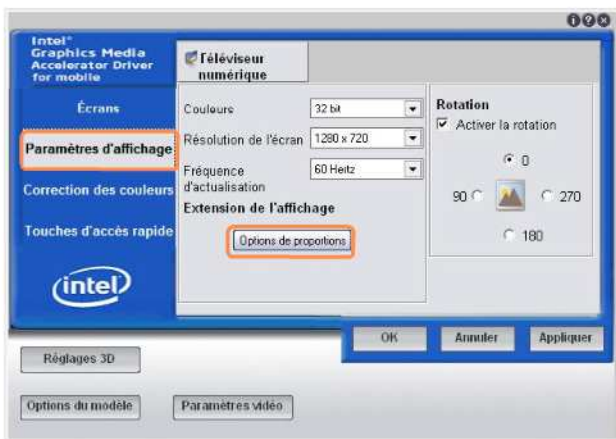 Intel®
Graphics Media
Accelerator Driver
for mobile
Téléviseur
numérique
Écrans
Paramètres d'affichage
Correction des couleurs
Touches d'accès rapide
intel
Couleurs
32 bit
Résolution de l'écran
1280 x 720
Fréquence
d'actualisation
60 Hertz
Extension de l'affichage
Options de proportions
Rotation
Activer la rotation
0
90
270
180
OK
Annuler
Appliquer
Réglages 3D
Options du modèle
Paramètres vidéo